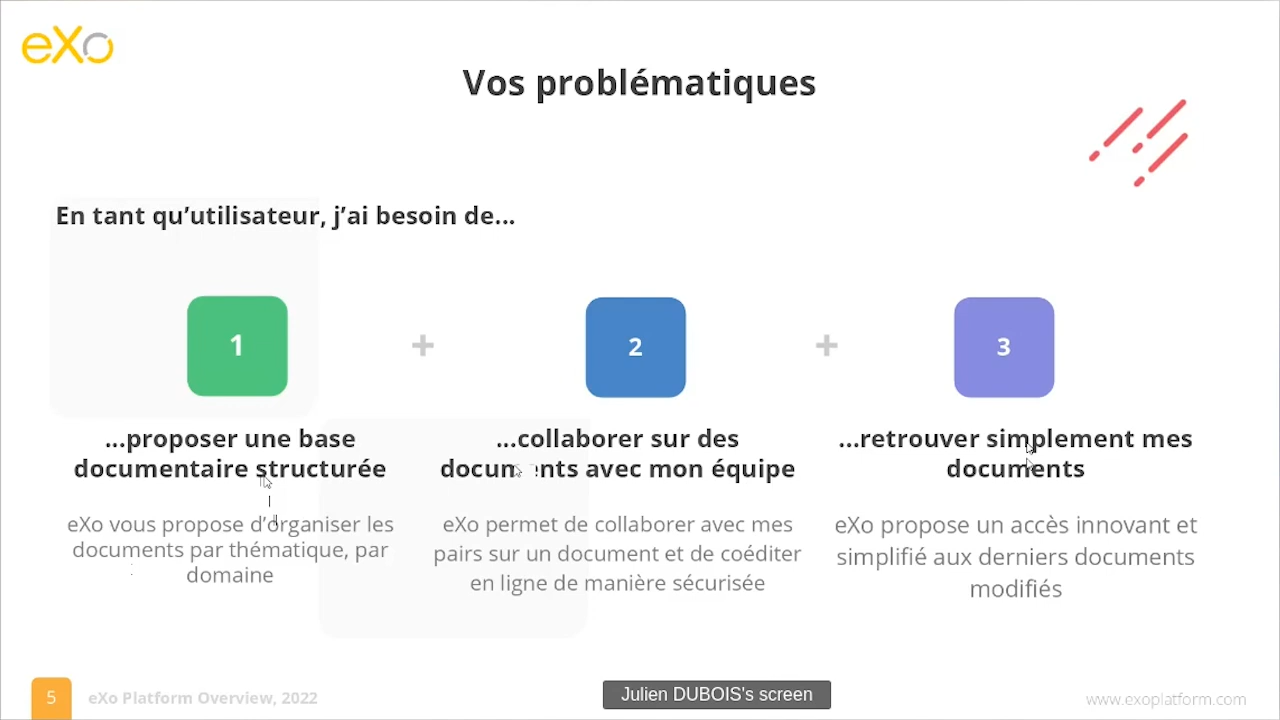 eXo
Vos problématiques
En tant qu’utilisateur, j’ai besoin de...
1
+
2
+
3
...proposer une base
documentaire structurée
...collaborer sur des
documents avec mon équipe
...retrouver simplement mes
documents
eXo vous propose d’organiser les
documents par thématique, par
domaine
eXo permet de collaborer avec mes
pairs sur un document et de coéditer
en ligne de manière sécurisée
eXo propose un accès innovant et
simplifié aux derniers documents
modifiés
5
eXo Platform Overview, 2022
Julien DUBOIS's screen
www.exoplatform.com